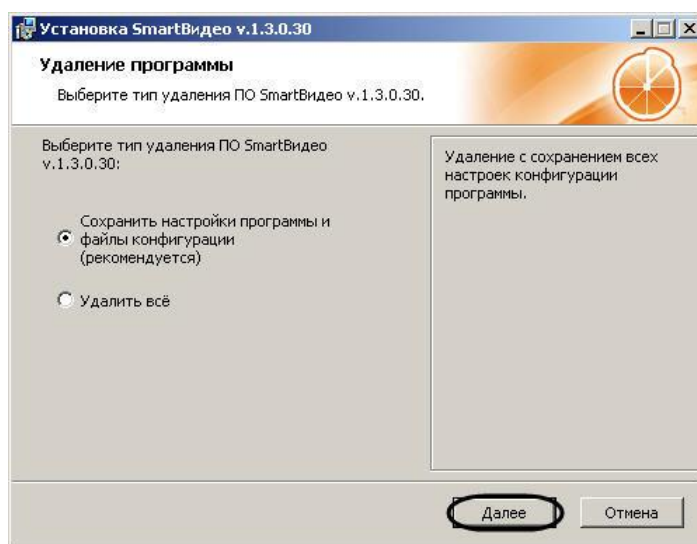 Установка SmartВидео v.1.3.0.30
Удаление программы
Выберите тип удаления ПО SmartВидео v.1.3.0.30.
Выберите тип удаления ПО SmartВидео
v.1.3.0.30:
Сохранить настройки программы и
файлы конфигурации
(рекомендуется)
Удалить всё
Удаление с сохранением всех
настроек конфигурации
программы.
Далее
Отмена